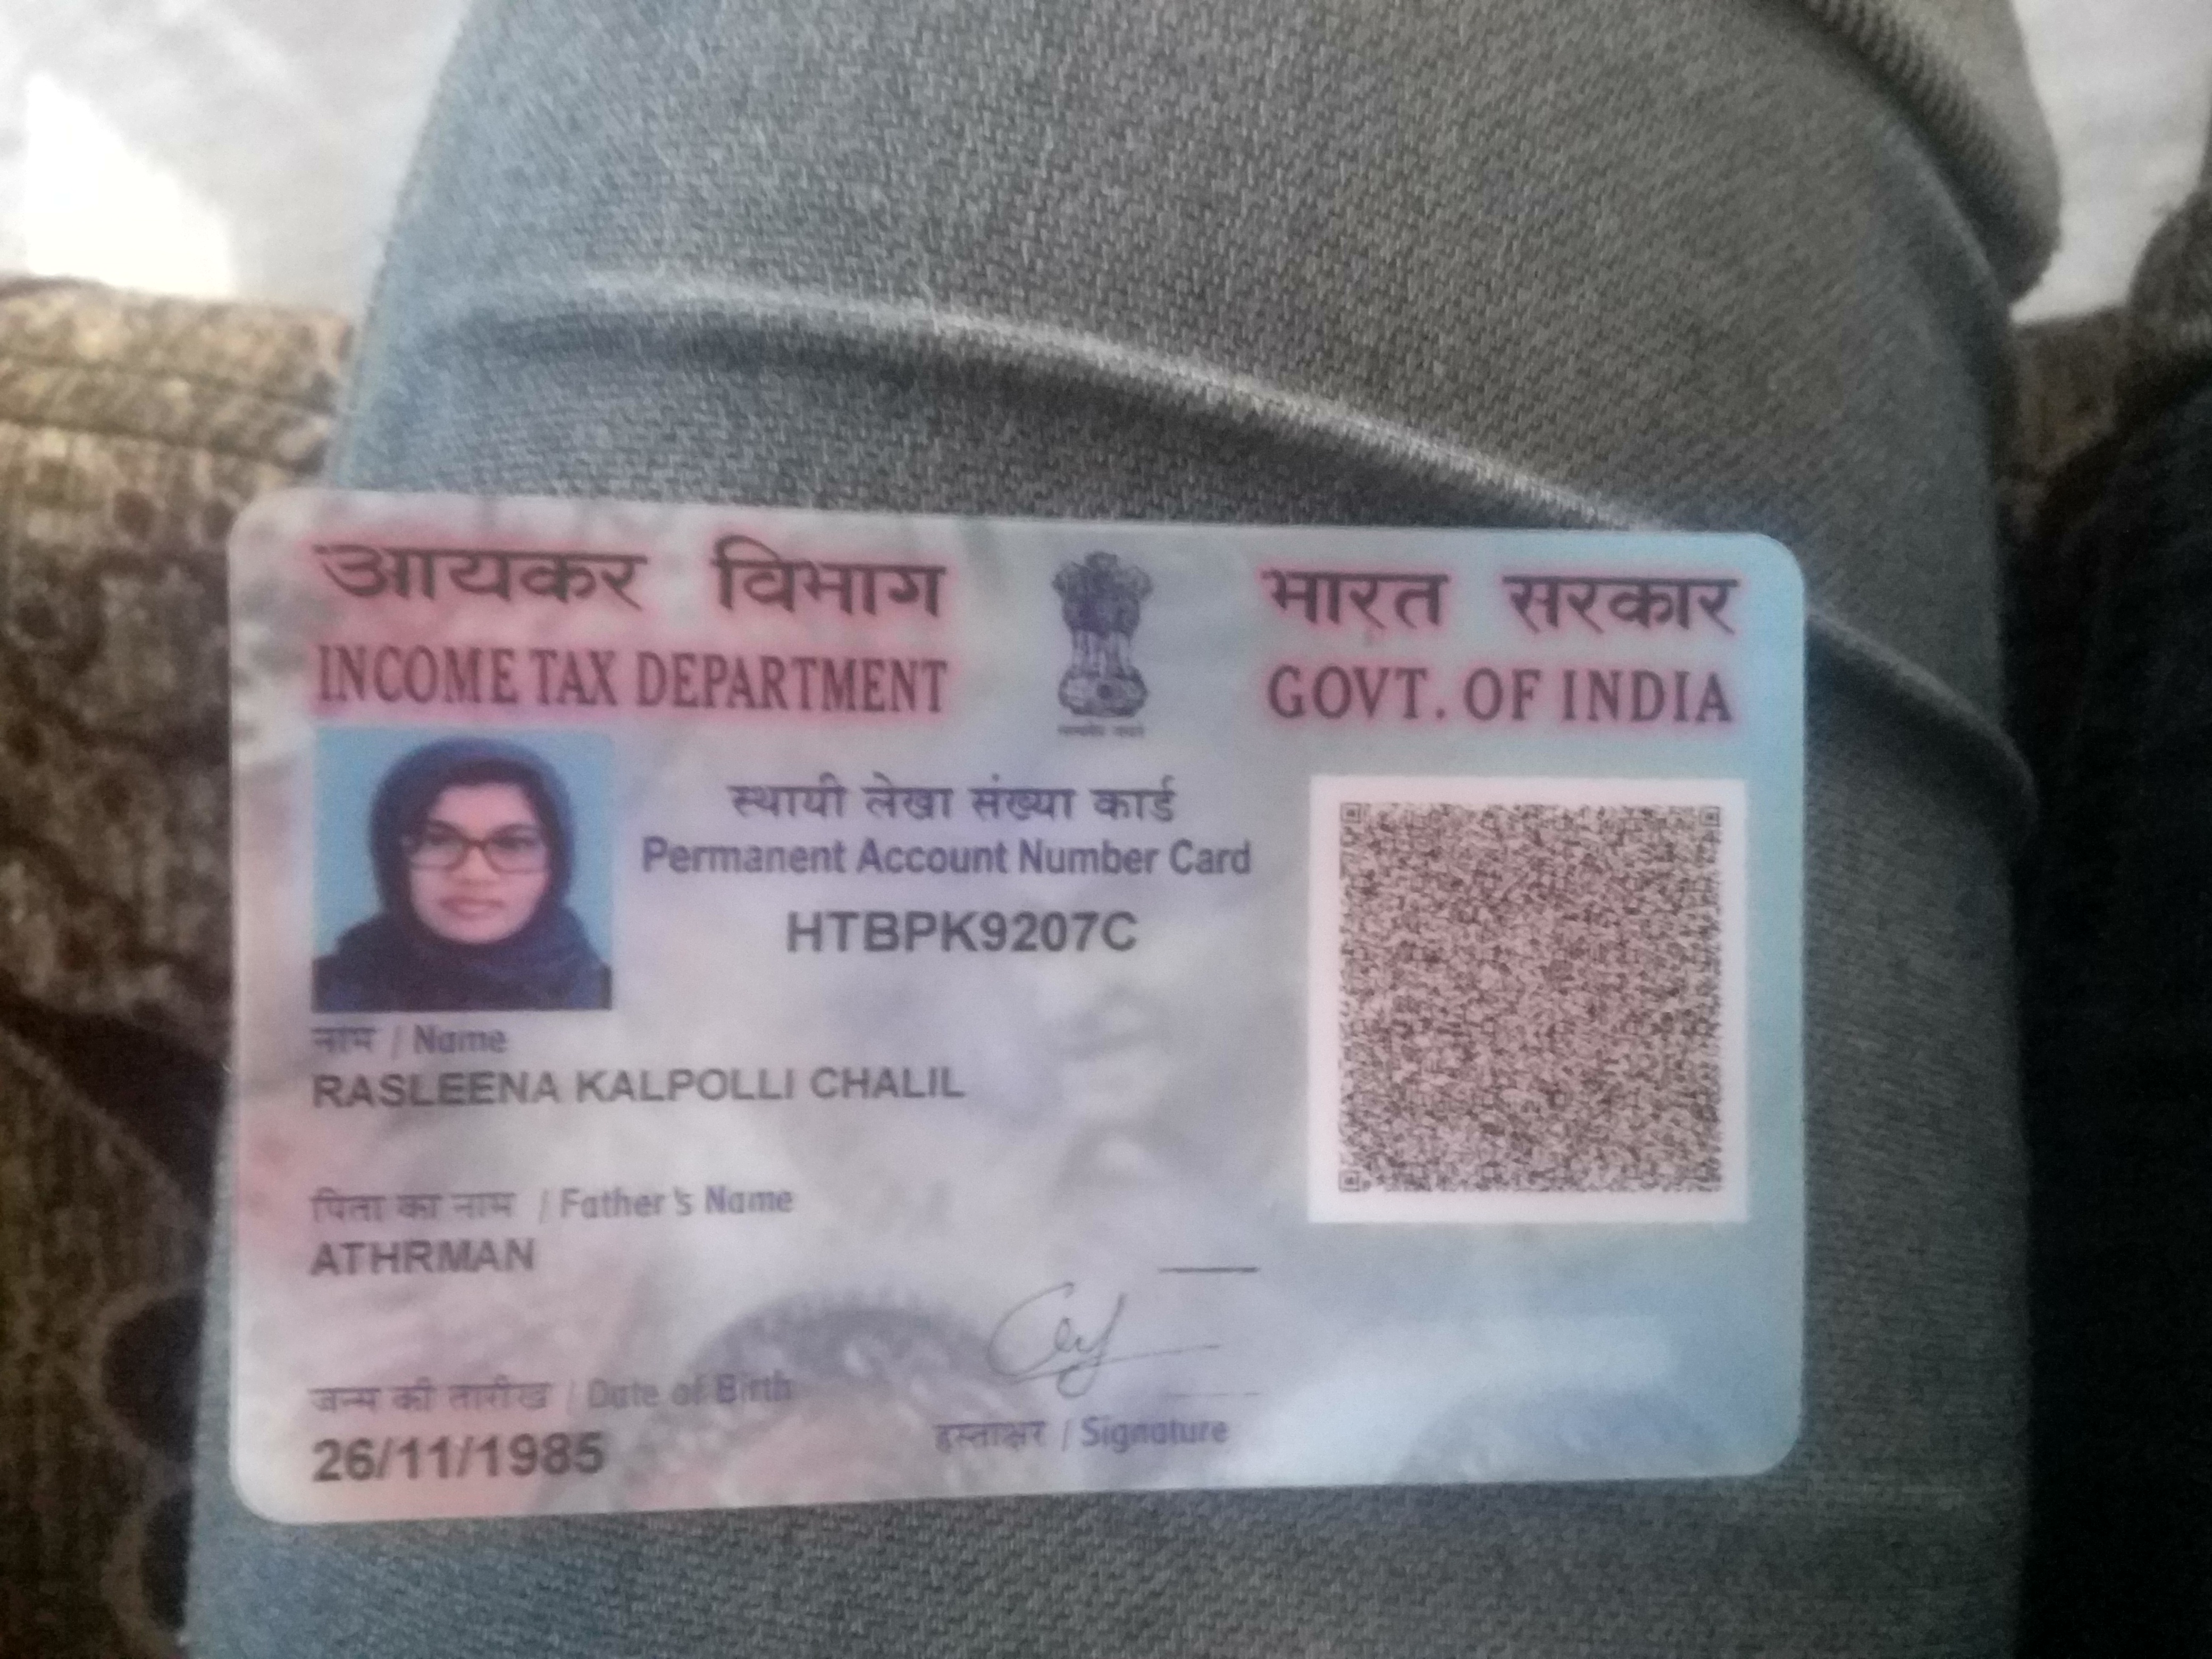 आयकर विभाग
INCOME TAX DEPARTMENT
भारत सरकार
GOVT. OF INDIA
स्थायी लेखा संख्या कार्ड
Permanent Account Number Card
HTBPK9207C
नाम / Name
RASLEENA KALPOLLI CHALIL
पिता का नाम / Father's Name
ATHRMAN
जन्म की तारीख / Date of Birth
26/11/1985
हस्ताक्षर / Signature